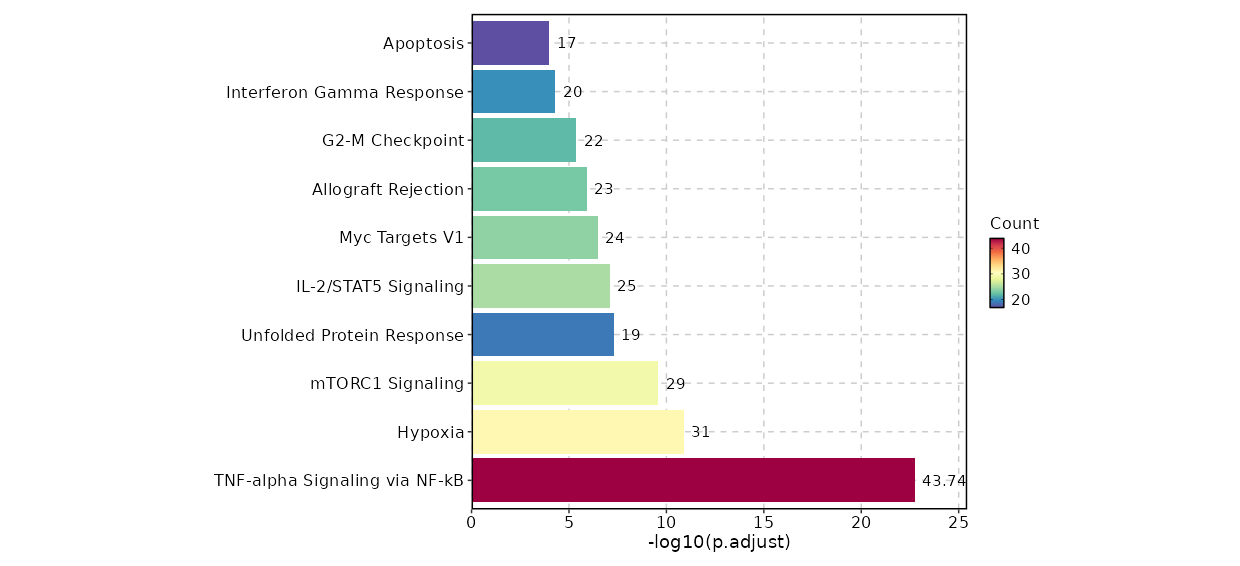 Apoptosis 17
Interferon Gamma Response 20
G2-M Checkpoint 22
Allograft Rejection 23
Myc Targets V1 24
IL-2/STAT5 Signaling 25
Unfolded Protein Response 19
mTORC1 Signaling 29
Hypoxia 31
TNF-alpha Signaling via NF-kB 43.74
0 5 10 15 20 25
-log10(p.adjust)
Count
40
30
20